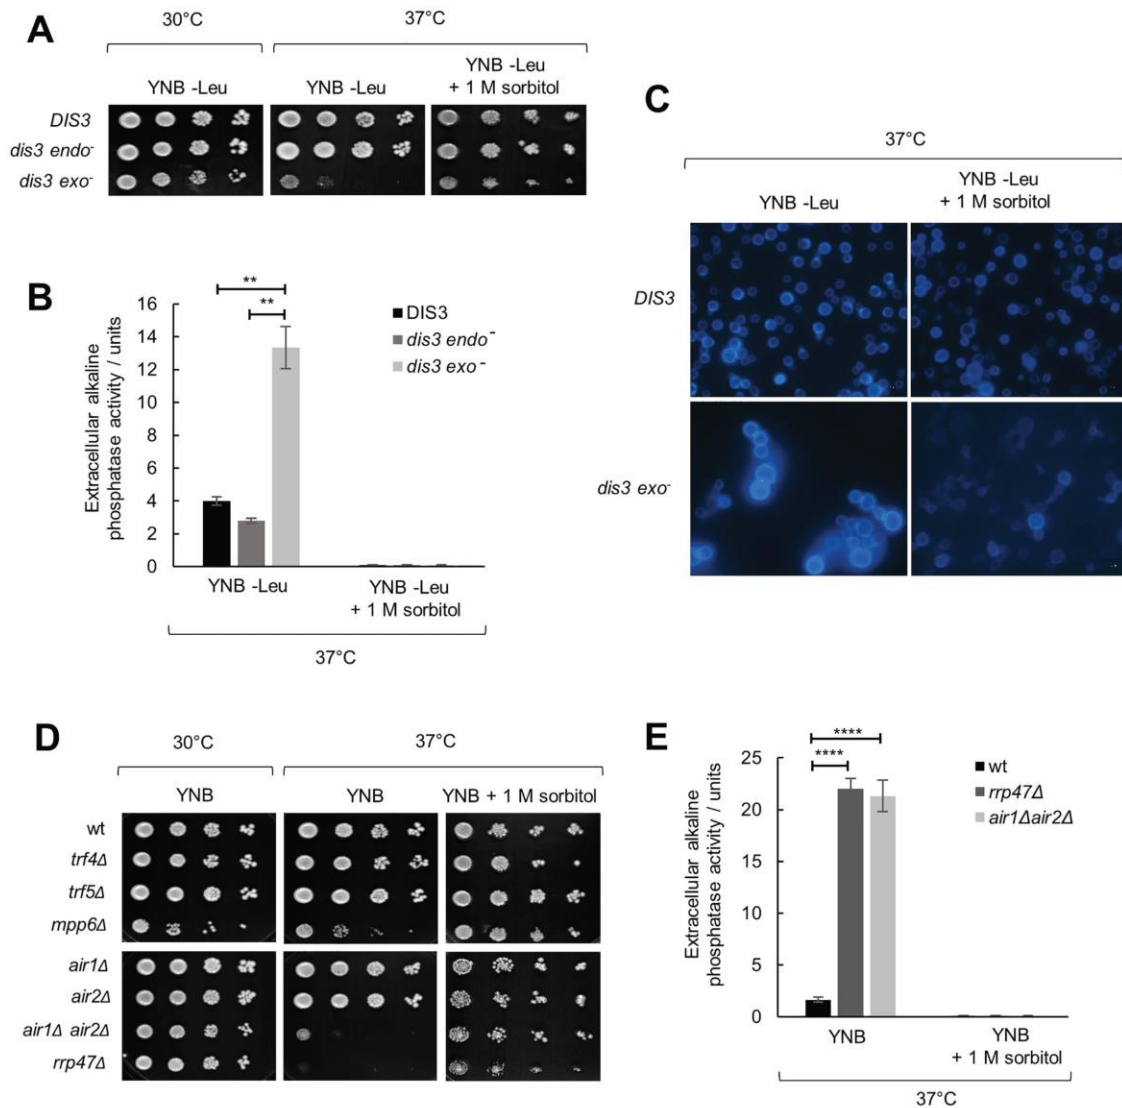 A
30°C
37°C
YNB -Leu
YNB -Leu
YNB -Leu
+ 1 M sorbitol
DIS3
dis3 endo⁻
dis3 exo⁻
B
Extracellular alkaline
phosphatase activity / units
16
14
12
10
8
6
4
2
0
**
**
DIS3
dis3 endo⁻
dis3 exo⁻
YNB -Leu
YNB -Leu
+ 1 M sorbitol
37°C
C
37°C
YNB -Leu
YNB -Leu
+ 1 M sorbitol
DIS3
dis3 exo⁻
D
30°C
37°C
YNB
YNB
YNB + 1 M sorbitol
wt
trf4Δ
trf5Δ
mpp6Δ
air1Δ
air2Δ
air1Δ air2Δ
rrp47Δ
E
Extracellular alkaline
phosphatase activity / units
25
20
15
10
5
0
****
****
wt
rrp47Δ
air1Δair2Δ
YNB
YNB
+ 1 M sorbitol
37°C